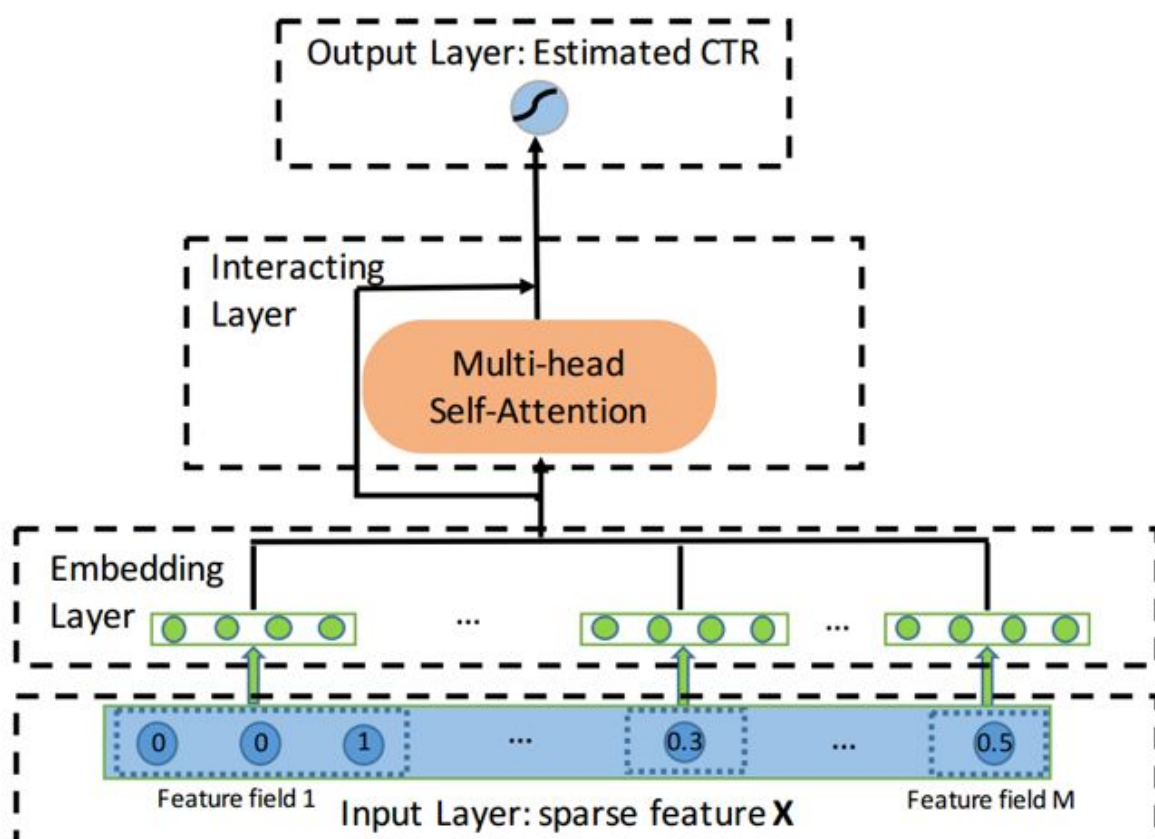 Output Layer: Estimated CTR
Interacting
Layer
Multi-head
Self-Attention
Embedding
Layer
... ...
0 0 1 ... 0.3 ... 0.5
Feature field 1 Feature field M
Input Layer: sparse feature X